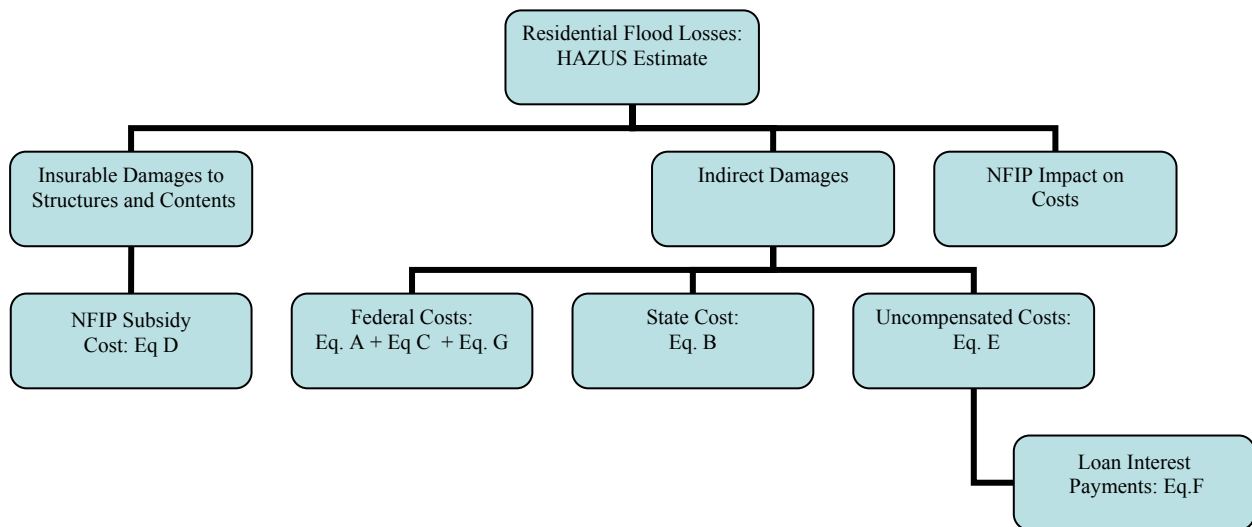 Residential Flood Losses:
HAZUS Estimate
Insurable Damages to
Structures and Contents
Indirect Damages
NFIP Impact on
Costs
NFIP Subsidy
Cost: Eq D
Federal Costs:
Eq. A + Eq C + Eq. G
State Cost:
Eq. B
Uncompensated Costs:
Eq. E
Loan Interest
Payments: Eq.F